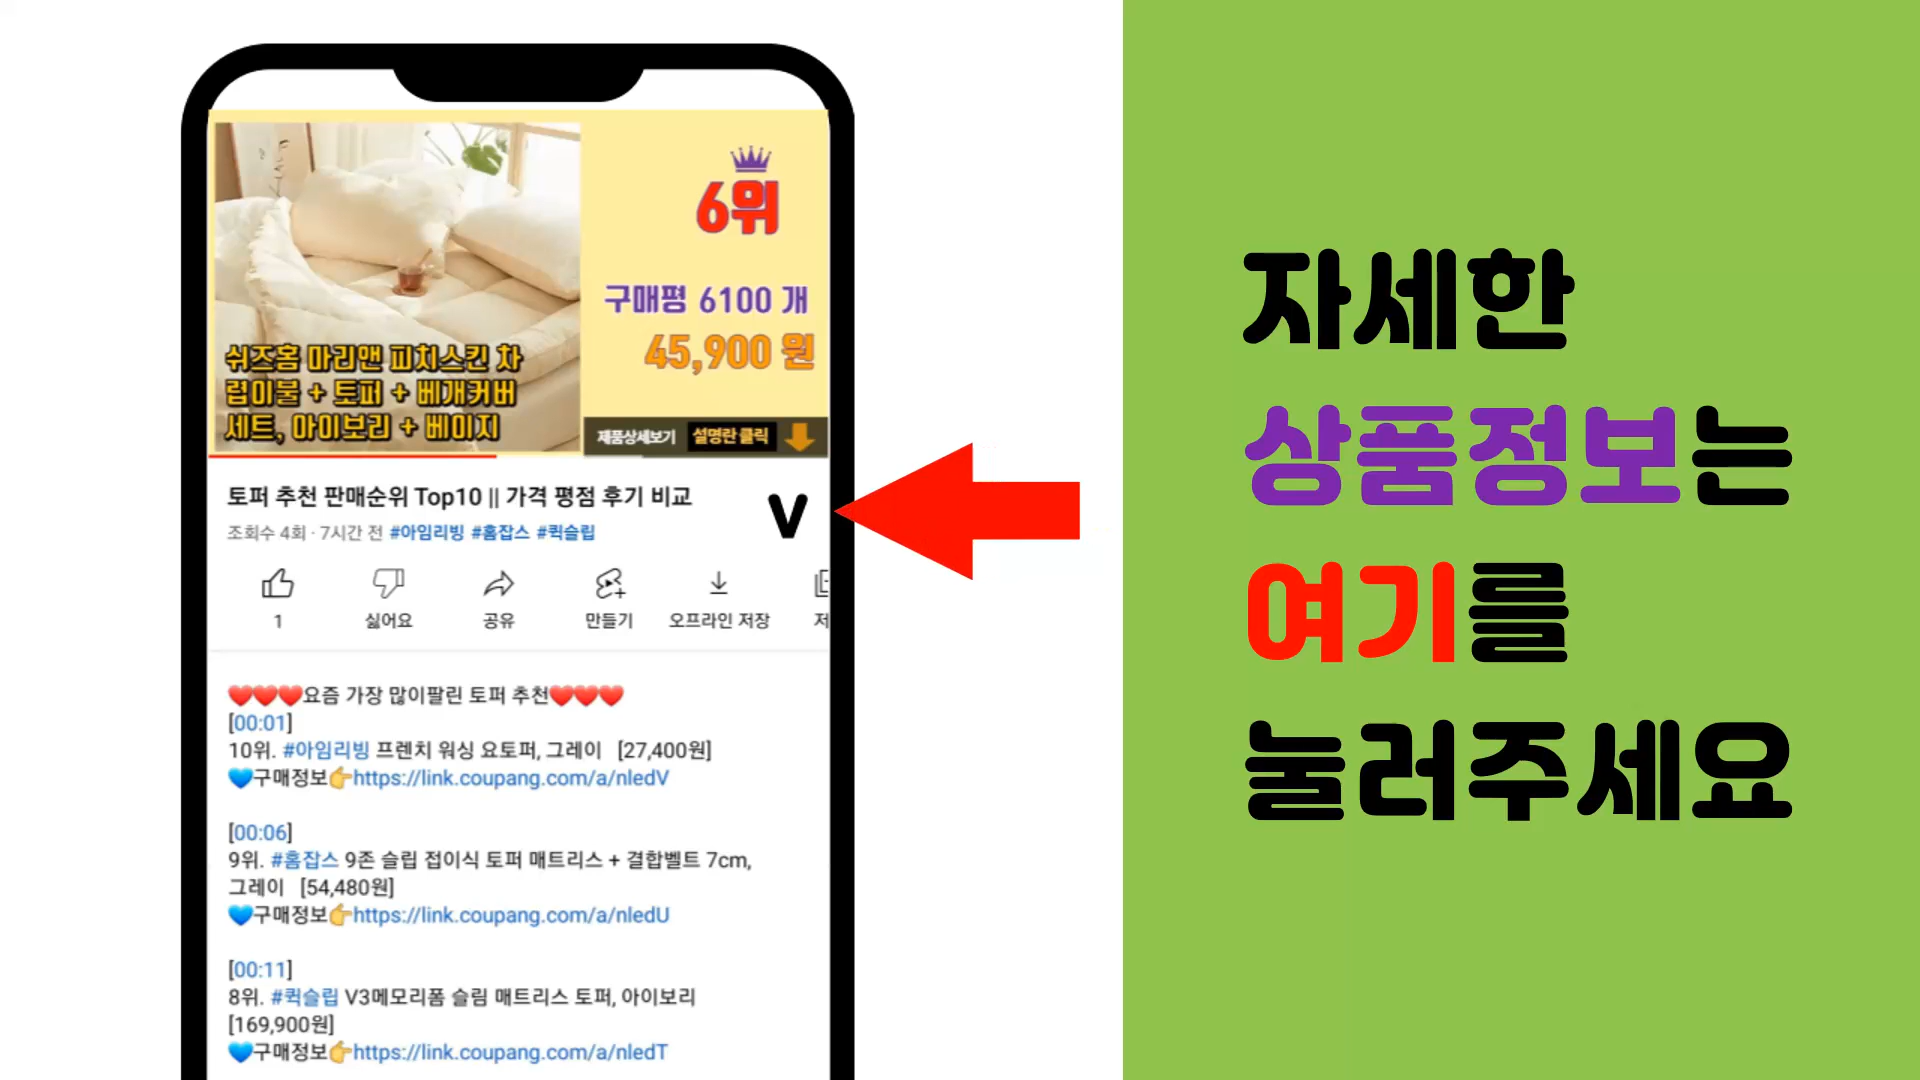 6위
구매평 6100 개
45,900 원
쉬즈홈 마리앤 피치스킨 차
렵이불 + 토퍼 + 베개커버
세트, 아이보리 + 베이지
제품상세보기 설명란 클릭
토퍼 추천 판매순위 Top10 || 가격 평점 후기 비교
V
조회수 4회 · 7시간 전 #아임리빙 #홈잡스 #퀵슬립
1 싫어요 공유 만들기 오프라인 저장 저
❤️❤️❤️요즘 가장 많이팔린 토퍼 추천❤️❤️❤️
[00:01]
10위. #아임리빙 프렌치 워싱 요토퍼, 그레이 [27,400원]
💙구매정보👉https://link.coupang.com/a/nledV
[00:06]
9위. #홈잡스 9존 슬립 접이식 토퍼 매트리스 + 결합벨트 7cm,
그레이 [54,480원]
💙구매정보👉https://link.coupang.com/a/nledU
[00:11]
8위. #퀵슬립 V3메모리폼 슬림 매트리스 토퍼, 아이보리
[169,900원]
💙구매정보👉https://link.coupang.com/a/nledT
자세한
상품정보는
여기를
눌러주세요